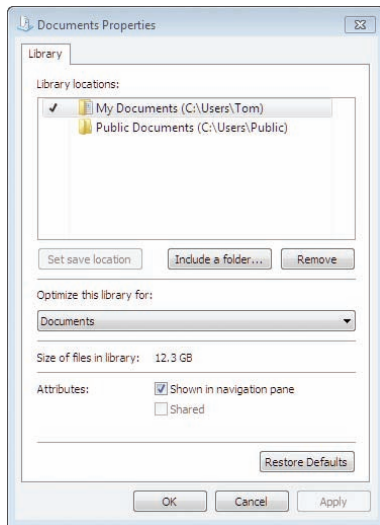 Documents Properties
Library
Library locations:
My Documents (C:\Users\Tom)
Public Documents (C:\Users\Public)
Set save location
Include a folder...
Remove
Optimize this library for:
Documents
Size of files in library: 12.3 GB
Attributes:
Shown in navigation pane
Shared
Restore Defaults
OK
Cancel
Apply